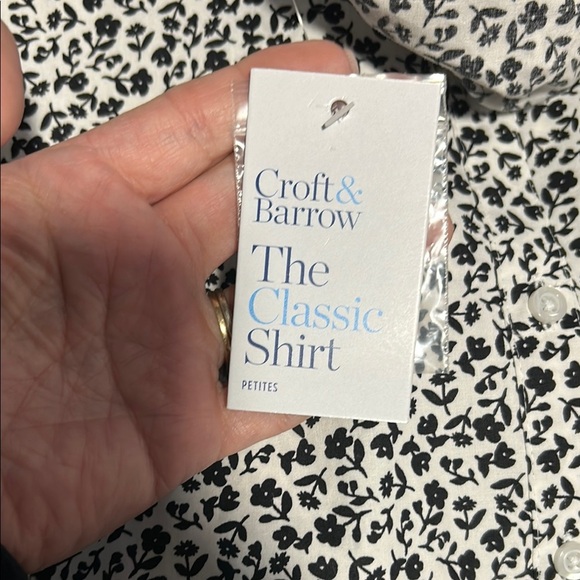 Croft&
Barrow
The
Classic
Shirt
PETITES